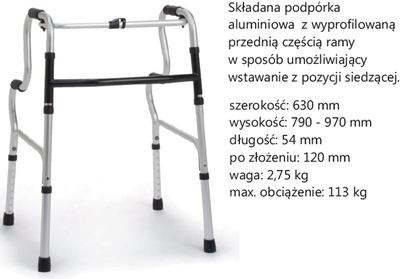 Składana podpórka
aluminiowa z wyprofilowaną
przednią częścią ramy
w sposób umożliwiający
wstawanie z pozycji siedzącej.
szerokość: 630 mm
wysokość: 790 - 970 mm
długość: 54 mm
po złożeniu: 120 mm
waga: 2,75 kg
max. obciążenie: 113 kg